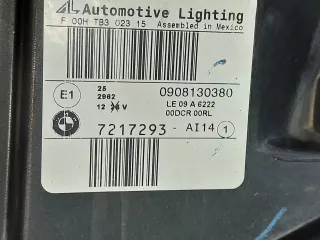 AL Automotive Lighting
F 00H TB3 023 15 Assembled in Mexico
E1
25
2962
0908130380
12 V
LE 09 A 6222
00DCR 00RL
7217293 - AI14 1